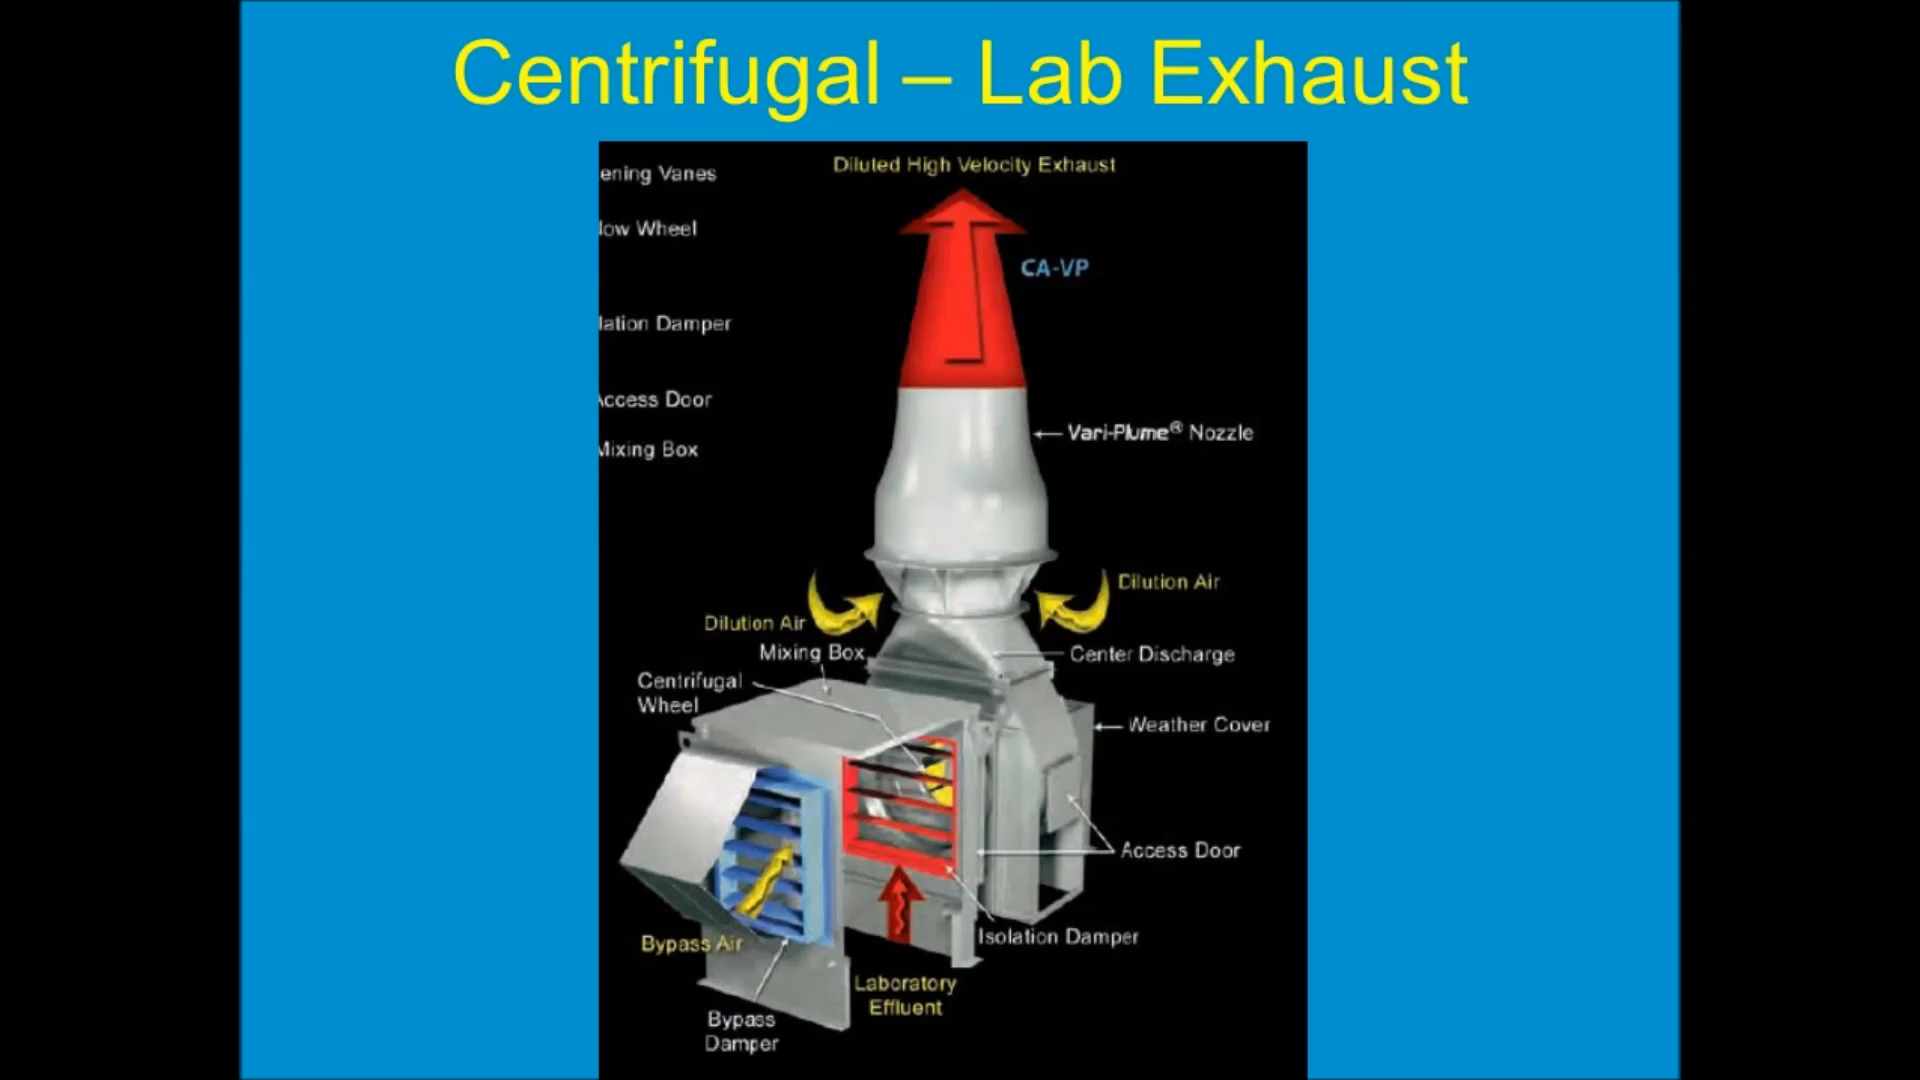 Centrifugal – Lab Exhaust
ening Vanes
Diluted High Velocity Exhaust
low Wheel
CA-VP
lation Damper
Access Door
Vari-Plume® Nozzle
Mixing Box
Dilution Air
Dilution Air
Mixing Box
Center Discharge
Centrifugal
Wheel
Weather Cover
Access Door
Isolation Damper
Bypass Air
Laboratory
Effluent
Bypass
Damper